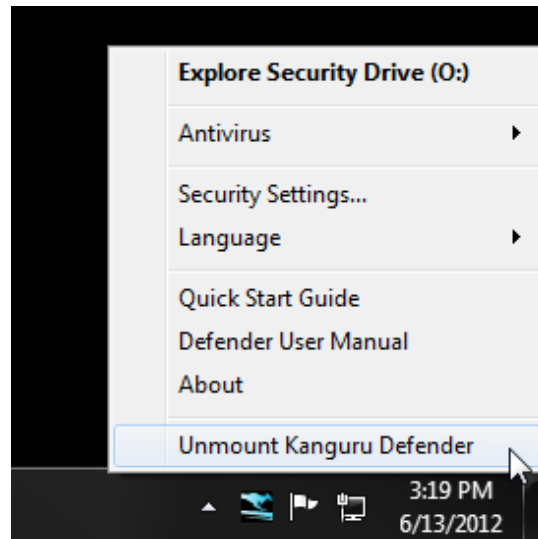 Explore Security Drive (O:)
Antivirus
Security Settings...
Language
Quick Start Guide
Defender User Manual
About
Unmount Kanguru Defender
3:19 PM
6/13/2012